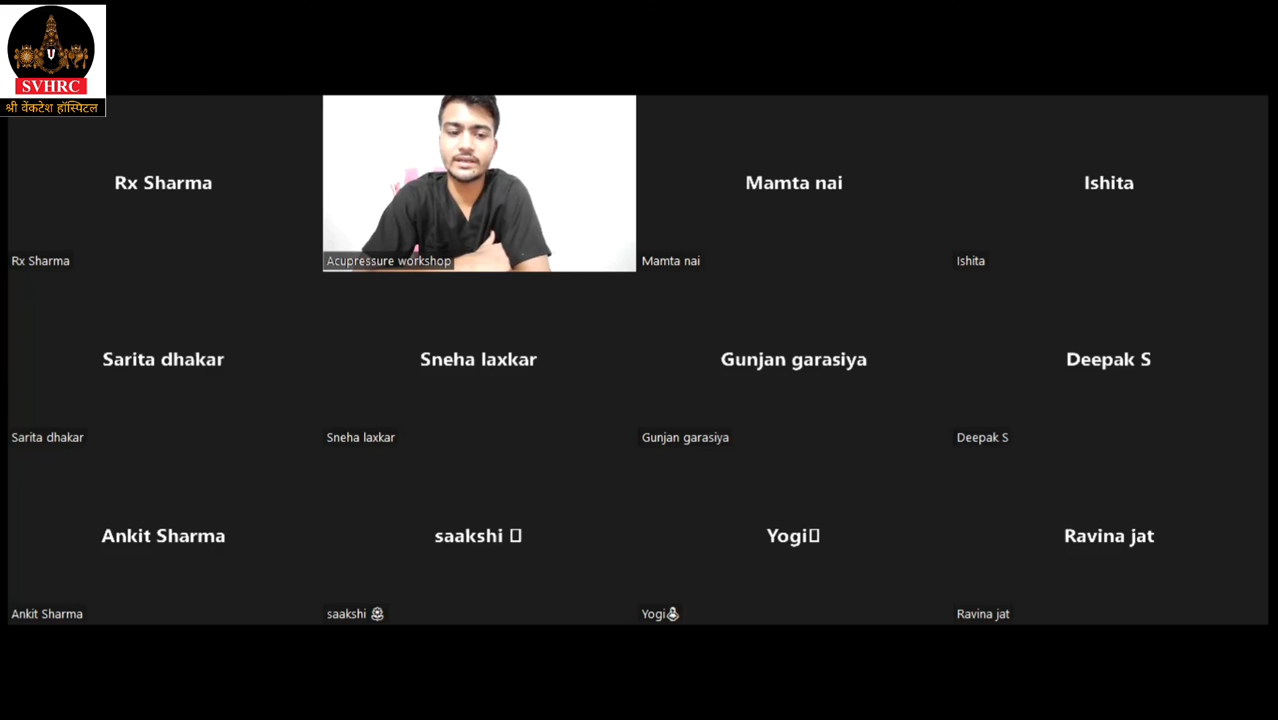 SVHRC
श्री वेंकटेश हॉस्पिटल
Rx Sharma
Rx Sharma
Acupressure workshop
Mamta nai
Mamta nai
Ishita
Ishita
Sarita dhakar
Sarita dhakar
Sneha laxkar
Sneha laxkar
Gunjan garasiya
Gunjan garasiya
Deepak S
Deepak S
Ankit Sharma
Ankit Sharma
saakshi
saakshi
Yogi
Yogi
Ravina jat
Ravina jat